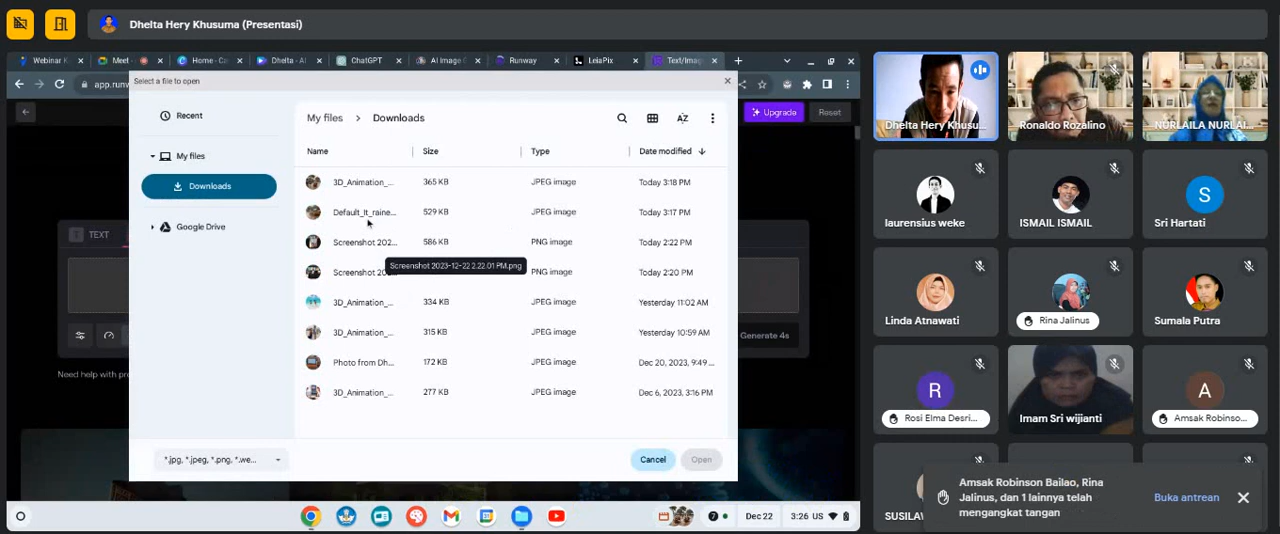 Dhelta Hery Khusuma (Presentasi)
Webinar
Meet -
Home - Ca
Dhelta - AI
ChatGPT
AI Image
Runway
LeiaPix
Text/Imag
app.runw
Select a file to open
Recent
My files
Downloads
Google Drive
My files > Downloads
Upgrade
Reset
Name Size Type Date modified
3D_Animation_... 365 KB JPEG image Today 3:18 PM
Default_It_raine... 529 KB JPEG image Today 3:17 PM
Screenshot 202... 586 KB PNG image Today 2:22 PM
Screenshot 2023-12-22 2.22.01 PM.png
Screenshot 20 PNG image Today 2:20 PM
3D_Animation_... 334 KB JPEG image Yesterday 11:02 AM
3D_Animation_... 315 KB JPEG image Yesterday 10:59 AM
Photo from Dh... 172 KB JPEG image Dec 20, 2023, 9:49 ...
3D_Animation_... 277 KB JPEG image Dec 6, 2023, 3:16 PM
TEXT
Generate 4s
Need help with pr
*.jpg, *.jpeg, *.png, *.we...
Cancel
Open
Dec 22
3:26 US
Dhelta Hery Khusu...
Ronaldo Rozalino
NURLAILA NURLAI...
laurensius weke
ISMAIL ISMAIL
S
Sri Hartati
Linda Atnawati
Rina Jalinus
Sumala Putra
R
Rosi Elma Desri...
Imam Sri wijianti
A
Amsak Robinso...
SUSILAW
Amsak Robinson Bailao, Rina
Jalinus, dan 1 lainnya telah
mengangkat tangan
Buka antrean